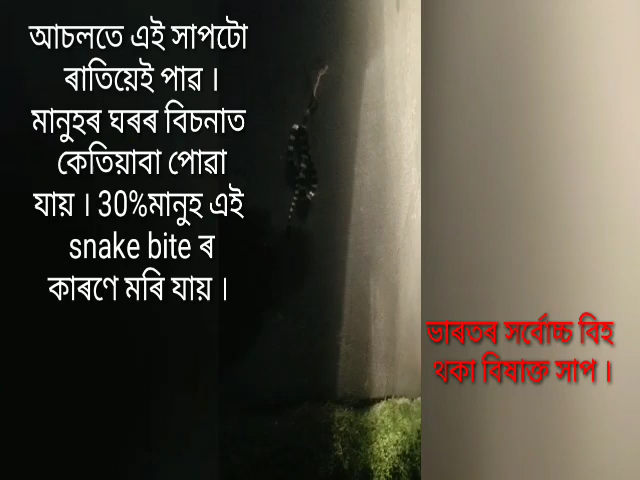 আচলতে এই সাপটো
ৰাতিয়েই পাৱ ।
মানুহৰ ঘৰৰ বিচনাত
কেতিয়াবা পোৱা
যায় । 30%মানুহ এই
snake bite ৰ
কাৰণে মৰি যায় ।
ভাৰতৰ সৰ্বোচ্চ বিহ
থকা বিষাক্ত সাপ ।